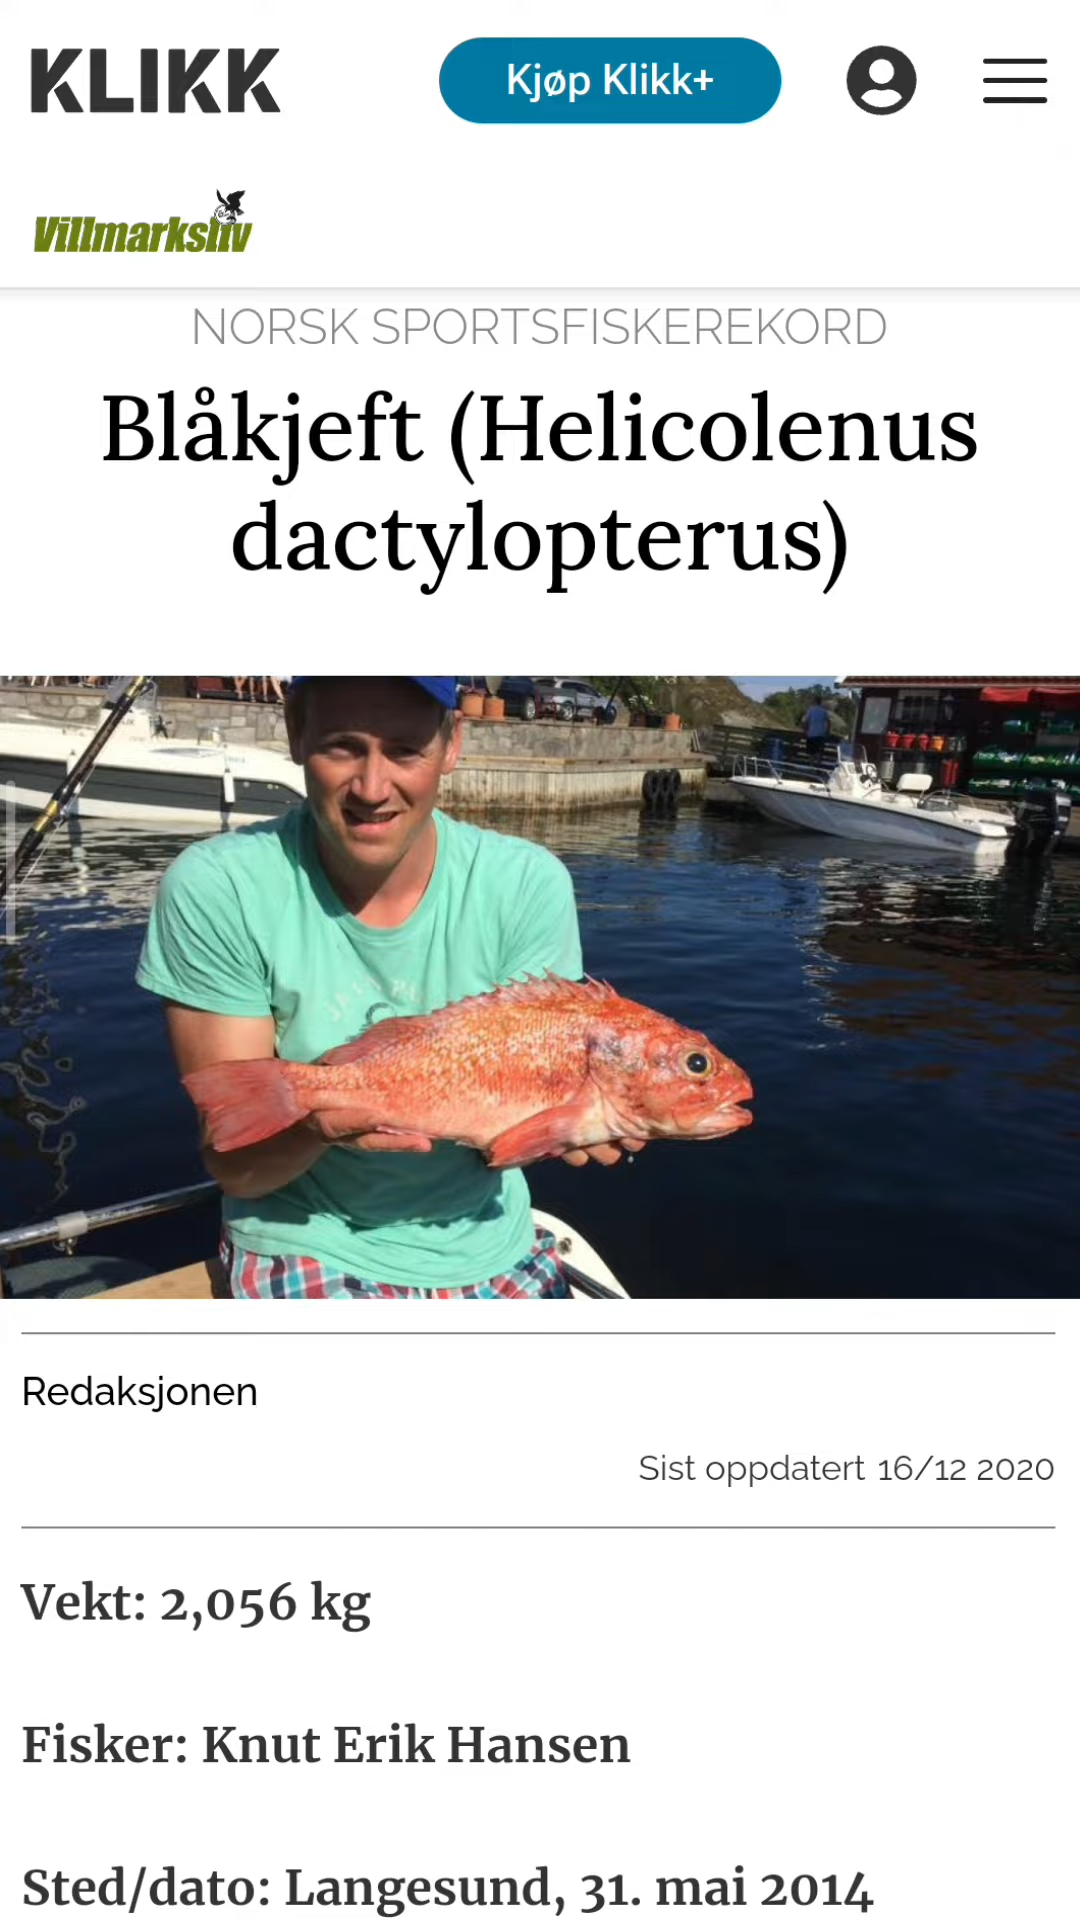 KLIKK
Kjøp Klikk+
Villmarksliv
NORSK SPORTSFISKEREKORD
Blåkjeft (Helicolenus
dactylopterus)
Redaksjonen
Sist oppdatert 16/12 2020
Vekt: 2,056 kg
Fisker: Knut Erik Hansen
Sted/dato: Langesund, 31. mai 2014